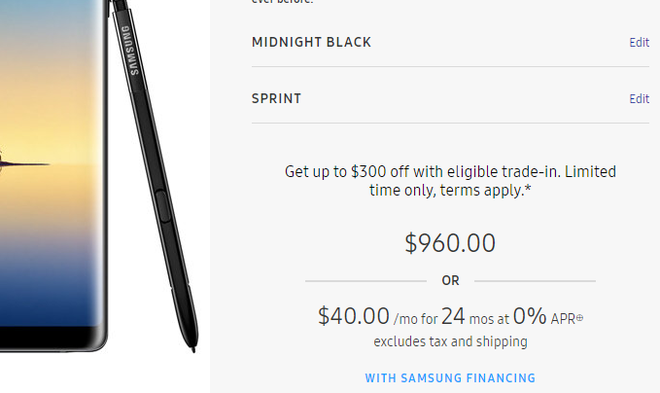 ever before.
SAMSUNG
MIDNIGHT BLACK Edit
SPRINT Edit
Get up to $300 off with eligible trade-in. Limited
time only, terms apply.*
$960.00
OR
$40.00 /mo for 24 mos at 0% APR⊕
excludes tax and shipping
WITH SAMSUNG FINANCING